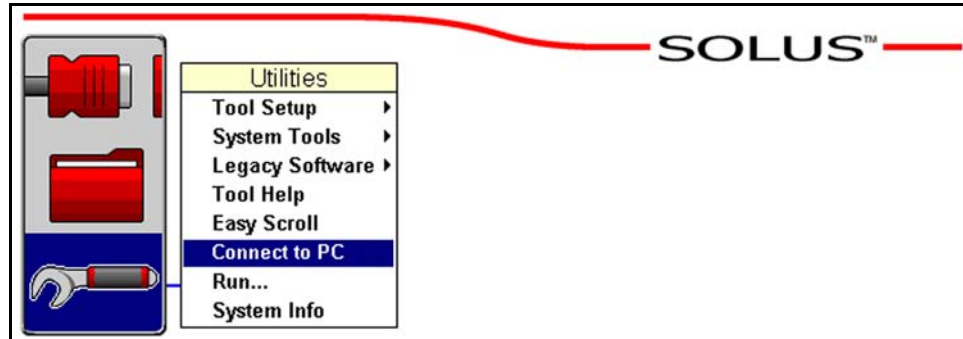 SOLUS™
Utilities
Tool Setup
System Tools
Legacy Software
Tool Help
Easy Scroll
Connect to PC
Run...
System Info